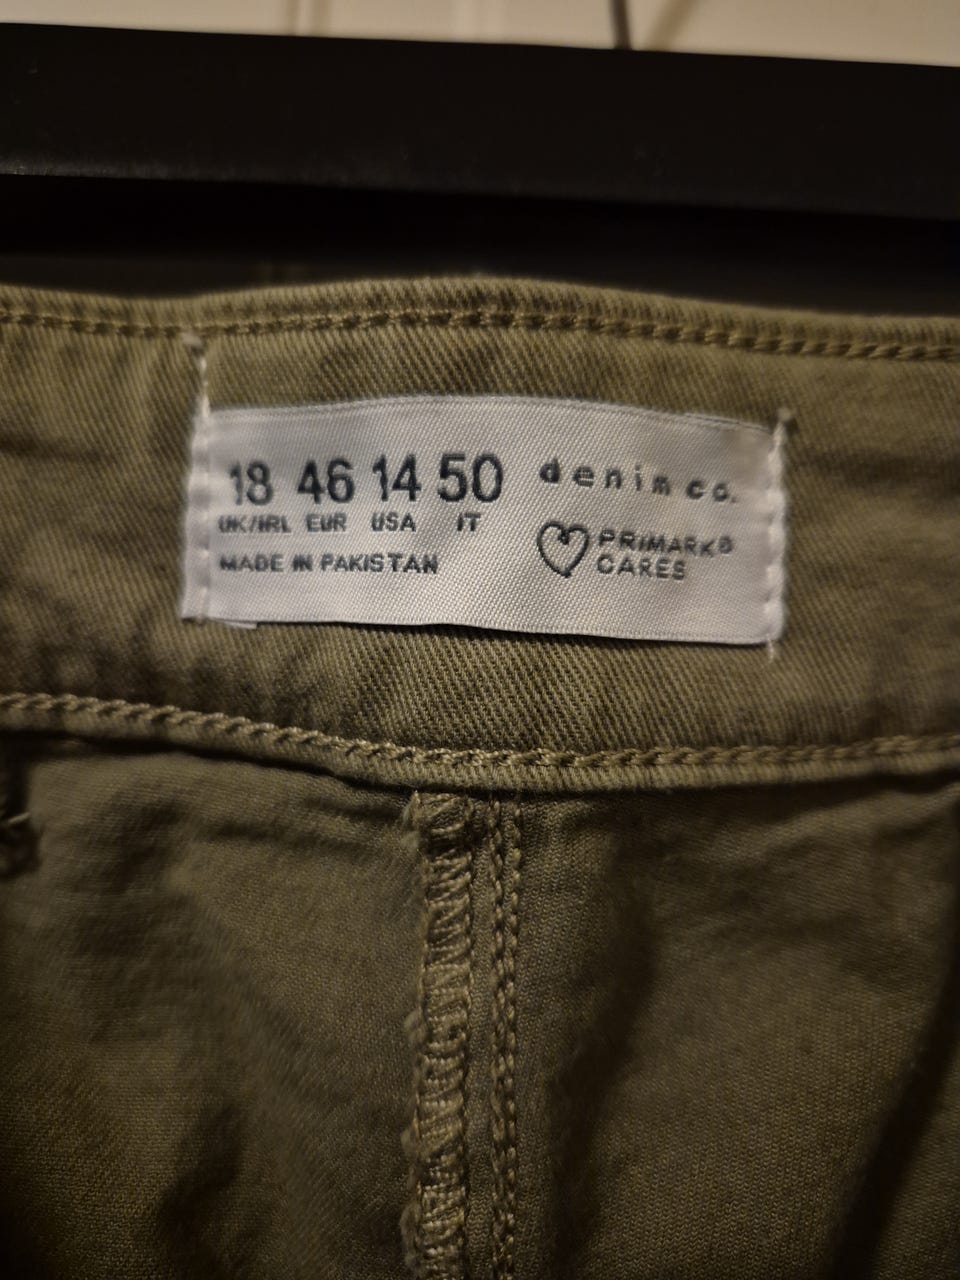 18 46 14 50
UK/IRL EUR USA IT
MADE IN PAKISTAN
denim co.
PRIMARK®
CARES